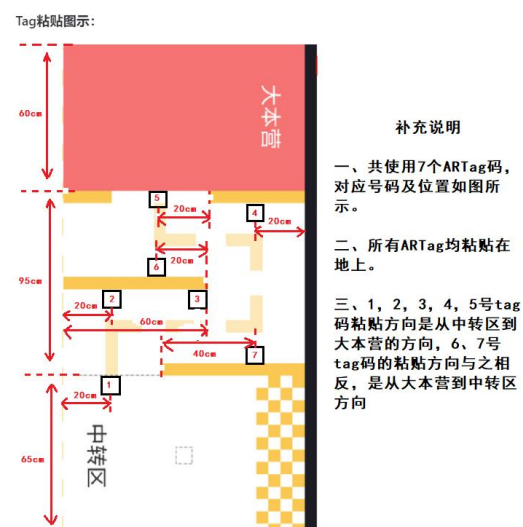 Tag粘贴图示:
大本营
60cm
5
20cm
4
20cm
20cm
6
95cm
2
3
20cm
60cm
40cm
7
1
20cm
中转区
65cm
补充说明
一、共使用7个ARTag码，
对应号码及位置如图所
示。
二、所有ARTag均粘贴在
地上。
三、1，2，3，4，5号tag
码粘贴方向是从中转区到
大本营的方向，6、7号
tag码的粘贴方向与之相
反，是从大本营到中转区
方向